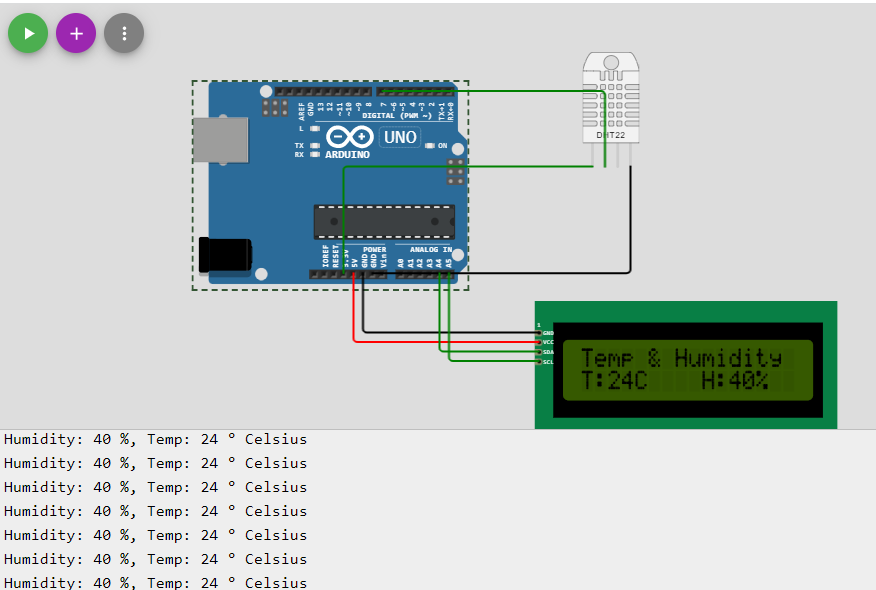 AREF
GND
13
12
~11
~10
~9
8
7
~6
~5
4
~3
2
TX→1
RX←0
DIGITAL (PWM ~)
L
TX
RX
UNO
ON
ARDUINO
DHT22
IOREF
RESET
3.3V
5V
GND
GND
Vin
POWER
ANALOG IN
A0
A1
A2
A3
A4
A5
1
GND
VCC
SDA
SCL
Temp & Humidity
T:24C H:40%
Humidity: 40 %, Temp: 24 ° Celsius
Humidity: 40 %, Temp: 24 ° Celsius
Humidity: 40 %, Temp: 24 ° Celsius
Humidity: 40 %, Temp: 24 ° Celsius
Humidity: 40 %, Temp: 24 ° Celsius
Humidity: 40 %, Temp: 24 ° Celsius
Humidity: 40 %, Temp: 24 ° Celsius